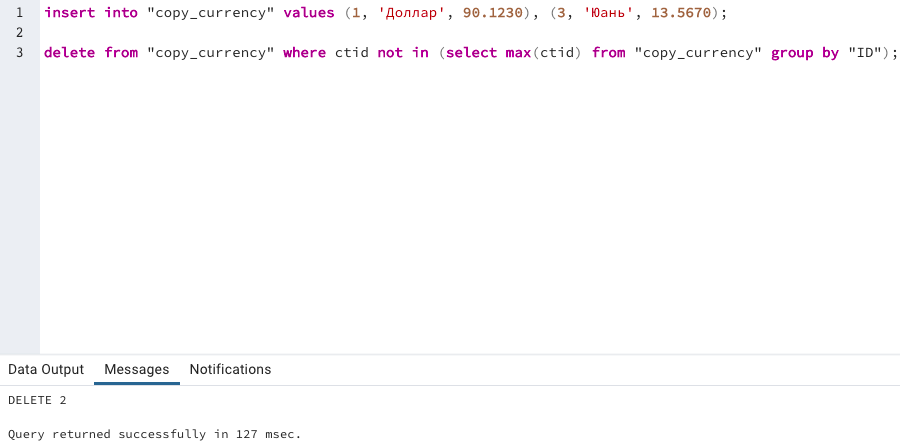 1 insert into "copy_currency" values (1, 'Доллар', 90.1230), (3, 'Юань', 13.5670);
2
3 delete from "copy_currency" where ctid not in (select max(ctid) from "copy_currency" group by "ID");
Data Output Messages Notifications
DELETE 2
Query returned successfully in 127 msec.